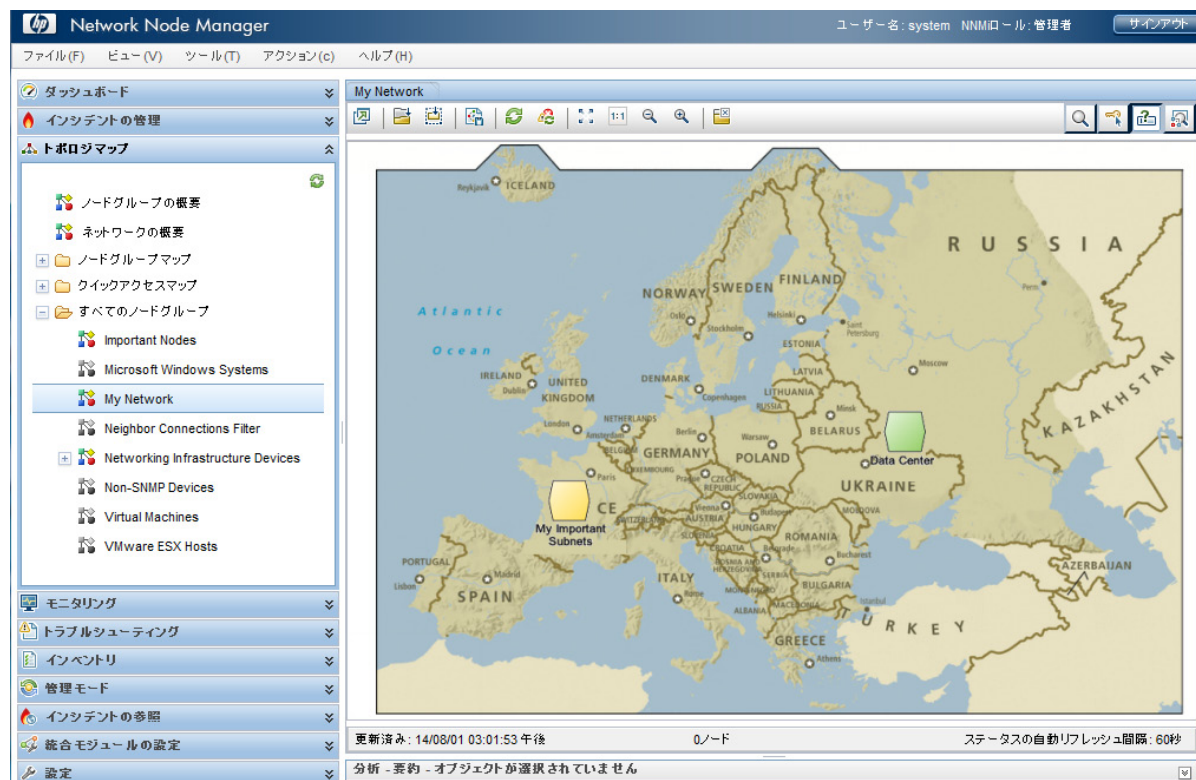 hp Network Node Manager
ユーザー名: system NNMiロール: 管理者 サインアウト
ファイル(F) ビュー(V) ツール(T) アクション(c) ヘルプ(H)
ダッシュボード
インシデントの管理
トポロジマップ
ノードグループの概要
ネットワークの概要
ノードグループマップ
クイックアクセスマップ
すべてのノードグループ
Important Nodes
Microsoft Windows Systems
My Network
Neighbor Connections Filter
Networking Infrastructure Devices
Non-SNMP Devices
Virtual Machines
VMware ESX Hosts
モニタリング
トラブルシューティング
インベントリ
管理モード
インシデントの参照
統合モジュールの設定
設定
My Network
1:1
Reykjavik
ICELAND
RUSSIA
Perm
NORWAY
SWEDEN
FINLAND
Atlantic
Ocean
Oslo
Stockholm
Helsinki
Saint
Petersburg
ESTONIA
Moscow
LATVIA
LITHUANIA
RUSSIA
KAZAKHSTAN
IRELAND
Dublin
UNITED
KINGDOM
DENMARK
Copenhagen
Minsk
BELARUS
London
NETHERLANDS
Amsterdam
Berlin
Warsaw
GERMANY
POLAND
BELGIUM
Data Center
Paris
Prague
CZECH
REPUBLIC
UKRAINE
SLOVAKIA
CE
Vienna
Budapest
MOLDOVA
SWITZERLAND
AUSTRIA
HUNGARY
My Important
Subnets
SLOVENIA
CROATIA
Belgrade
ROMANIA
Bucharest
BOSNIA AND
HERZEGOVINA
SERBIA
PORTUGAL
Lisbon
Madrid
SPAIN
ITALY
Rome
BULGARIA
AZERBAIJAN
ALBANIA
MACEDONIA
Istanbul
TURKEY
GREECE
Athens
更新済み: 14/08/01 03:01:53 午後 0ノード ステータスの自動リフレッシュ間隔: 60秒
分析 - 要約 - オブジェクトが選択されていません